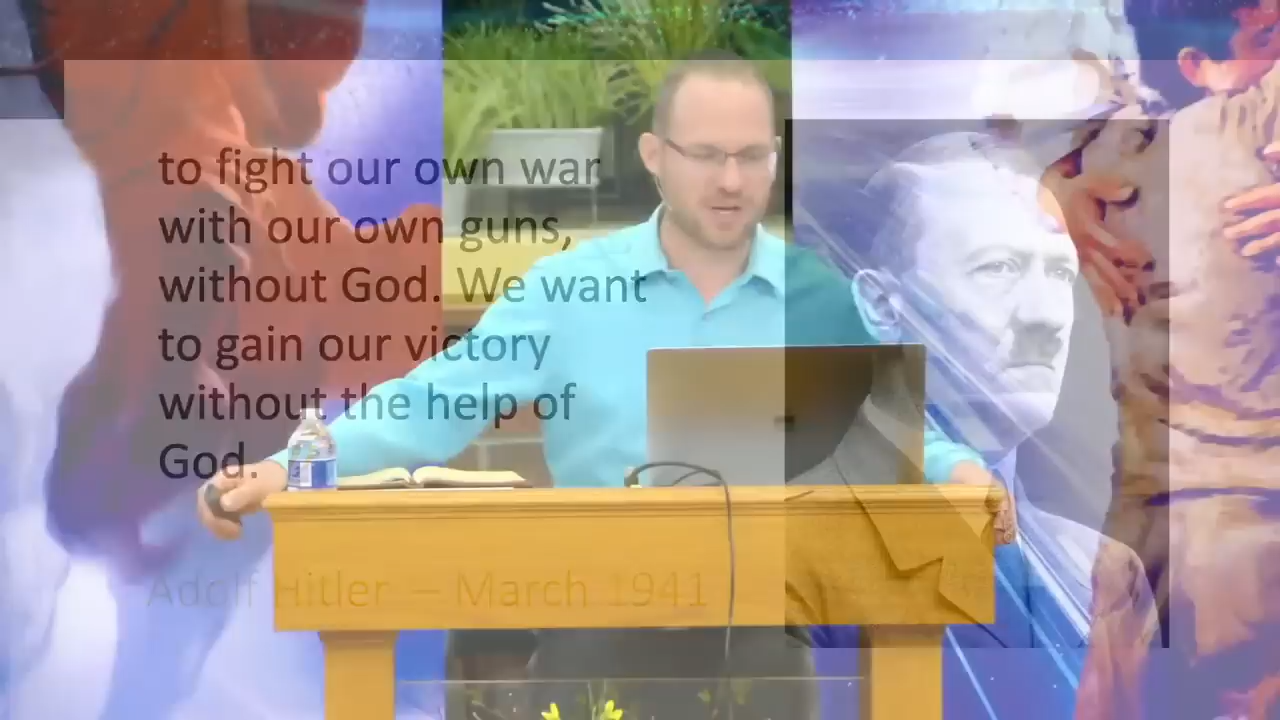 to fight our own war
with our own guns,
without God. We want
to gain our victory
without the help of
God.
Adolf Hitler – March 1941